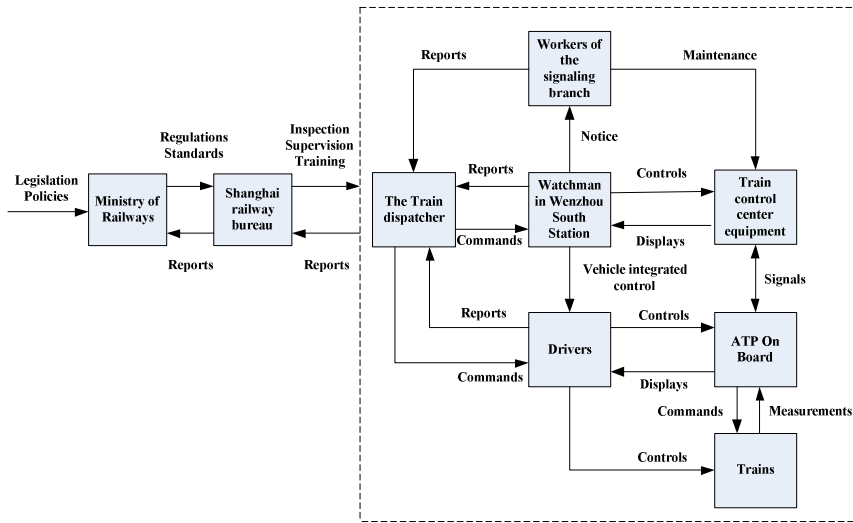 Legislation
Policies
Ministry of
Railways
Regulations
Standards
Reports
Shanghai
railway
bureau
Inspection
Supervision
Training
Reports
Reports
Workers of
the
signaling
branch
Maintenance
Notice
The Train
dispatcher
Reports
Commands
Watchman
in Wenzhou
South
Station
Controls
Displays
Train
control
center
equipment
Vehicle integrated
control
Signals
Reports
Commands
Drivers
Controls
Displays
ATP On
Board
Commands
Measurements
Controls
Trains